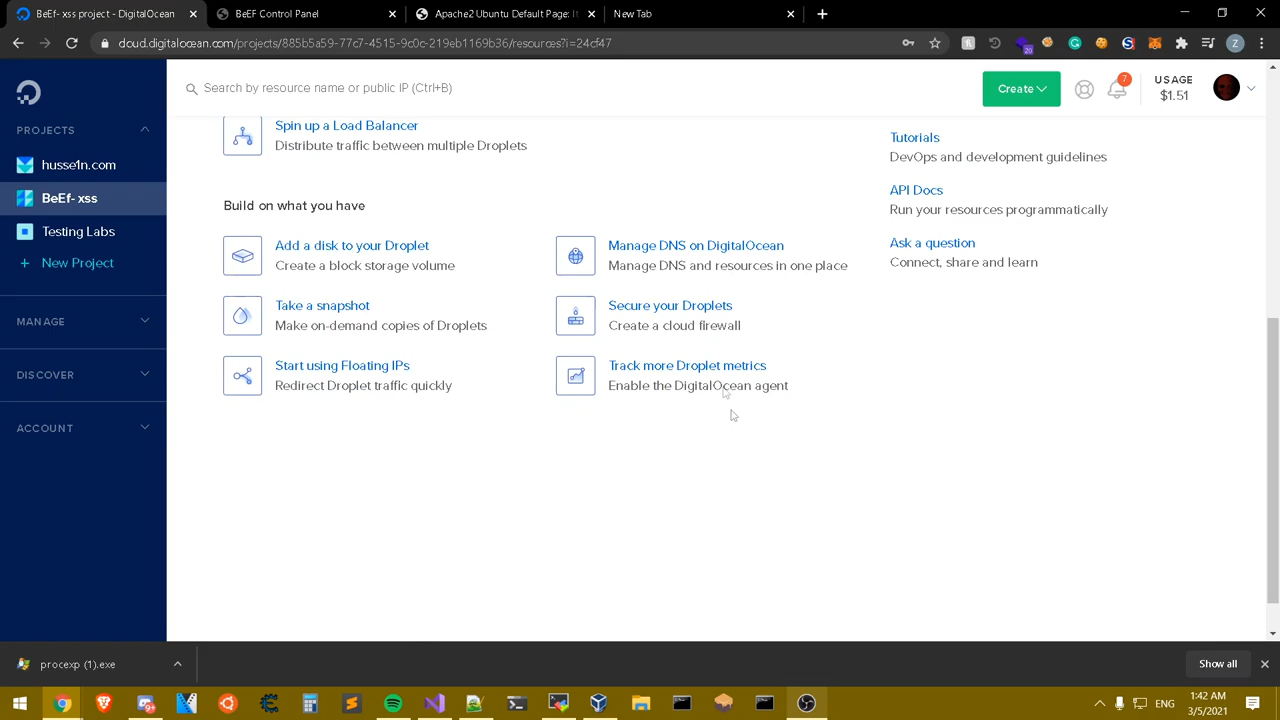 BeEf- xss project - DigitalOcean
BeEF Control Panel
Apache2 Ubuntu Default Page: It
New Tab
cloud.digitalocean.com/projects/885b5a59-77c7-4515-9c0c-219eb1169b36/resources?i=24cf47
20
Z
Search by resource name or public IP (Ctrl+B)
Create
7
USAGE
$1.51
PROJECTS
husse1n.com
BeEf- xss
Testing Labs
+ New Project
MANAGE
DISCOVER
ACCOUNT
Spin up a Load Balancer
Distribute traffic between multiple Droplets
Build on what you have
Add a disk to your Droplet
Create a block storage volume
Take a snapshot
Make on-demand copies of Droplets
Start using Floating IPs
Redirect Droplet traffic quickly
Manage DNS on DigitalOcean
Manage DNS and resources in one place
Secure your Droplets
Create a cloud firewall
Track more Droplet metrics
Enable the DigitalOcean agent
Tutorials
DevOps and development guidelines
API Docs
Run your resources programmatically
Ask a question
Connect, share and learn
procexp (1).exe
Show all
ENG
1:42 AM
3/5/2021